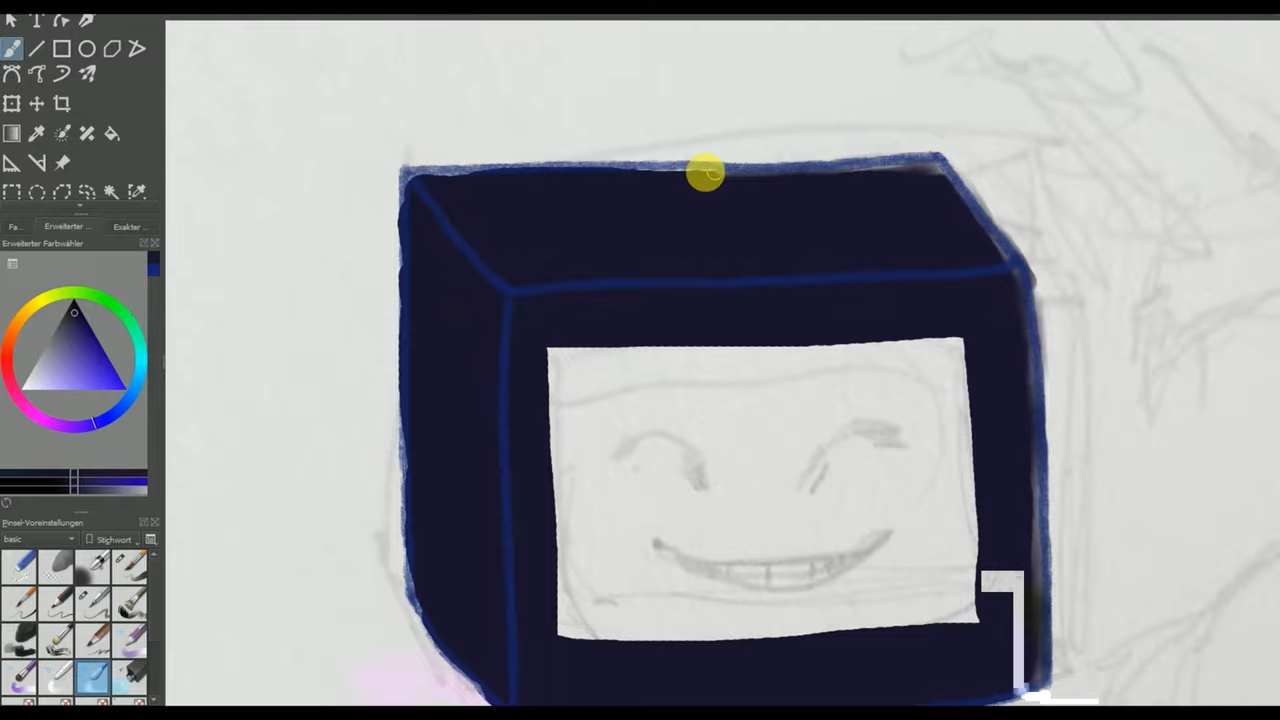 Fa...
Erweiterter ...
Exakter ...
Erweiterter Farbwähler
Pinsel-Voreinstellungen
basic
Stichwort